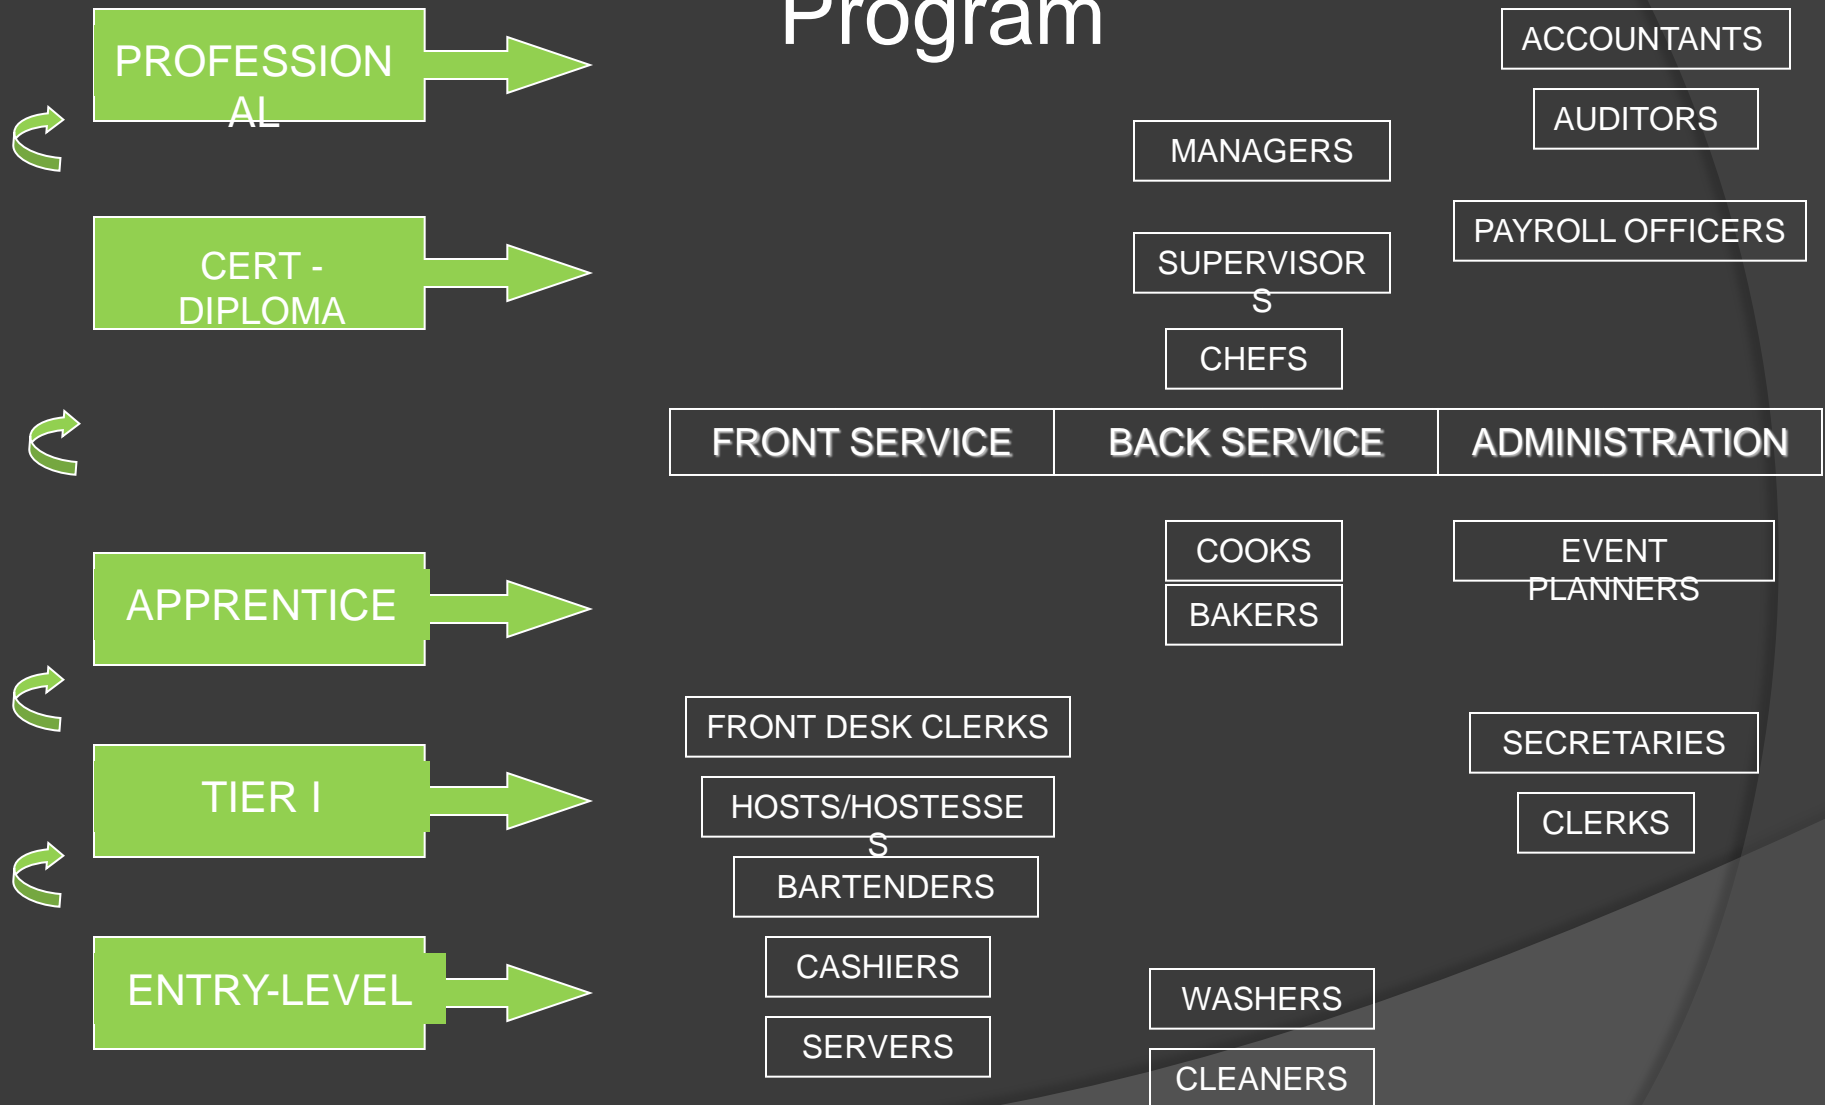 Program
PROFESSION
AL
ACCOUNTANTS
AUDITORS
MANAGERS
CERT -
DIPLOMA
PAYROLL OFFICERS
SUPERVISOR
S
CHEFS
FRONT SERVICE
BACK SERVICE
ADMINISTRATION
APPRENTICE
COOKS
BAKERS
EVENT
PLANNERS
TIER I
FRONT DESK CLERKS
HOSTS/HOSTESSE
S
BARTENDERS
SECRETARIES
CLERKS
ENTRY-LEVEL
CASHIERS
SERVERS
WASHERS
CLEANERS